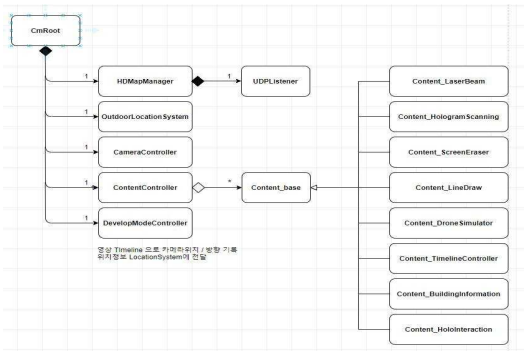 CmRoot
1
HDMapManager
1
UDPListener
Content_LaserBeam
1
OutdoorLocationSystem
Content_HologramScanning
1
CameraController
Content_ScreenEraser
1
ContentController
*
Content_base
Content_LineDraw
1
DevelopModeController
Content_DroneSimulator
영상 Timeline 으로 카메라위치 / 방향 기록
위치정보 LocationSystem에 전달
Content_TimelineController
Content_BuildingInformation
Content_HoloInteraction